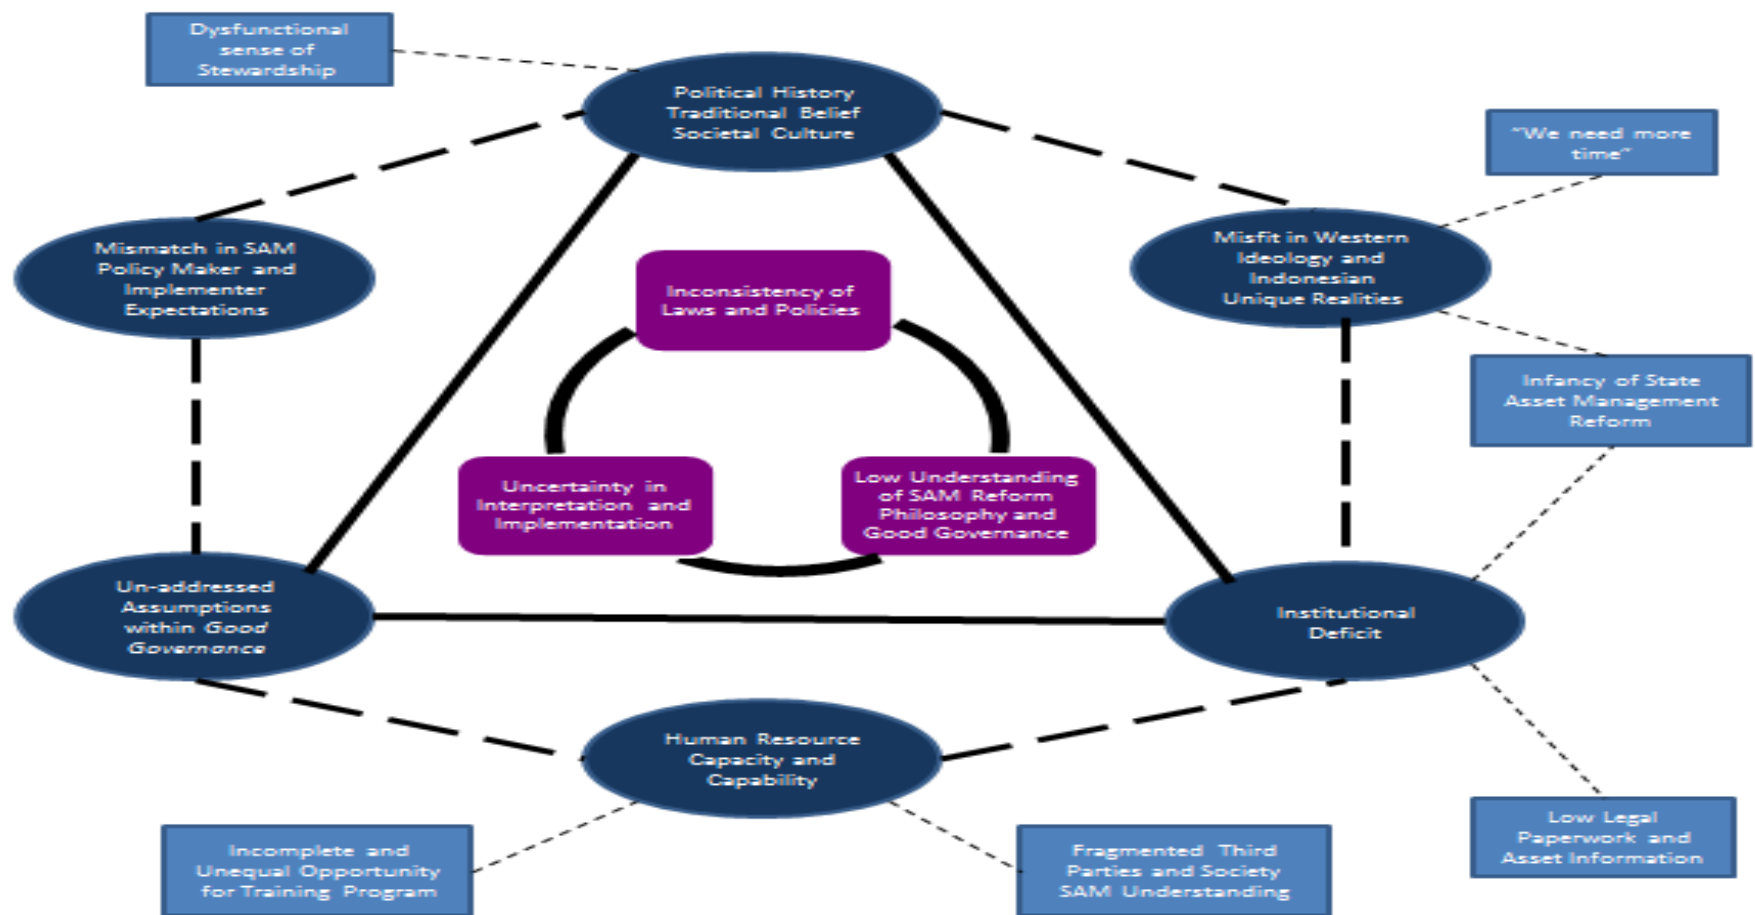 Dysfunctional
sense of
Stewardship
Political History
Traditional Belief
Societal Culture
"We need more
time"
Mismatch in SAM
Policy Maker and
Implementer
Expectations
Misfit in Western
Ideology and
Indonesian
Unique Realities
Inconsistency of
Laws and Policies
Infancy of State
Asset Management
Reform
Uncertainty in
Interpretation and
Implementation
Low Understanding
of SAM Reform
Philosophy and
Good Governance
Un-addressed
Assumptions
within Good
Governance
Institutional
Deficit
Human Resource
Capacity and
Capability
Incomplete and
Unequal Opportunity
for Training Program
Fragmented Third
Parties and Society
SAM Understanding
Low Legal
Paperwork and
Asset Information